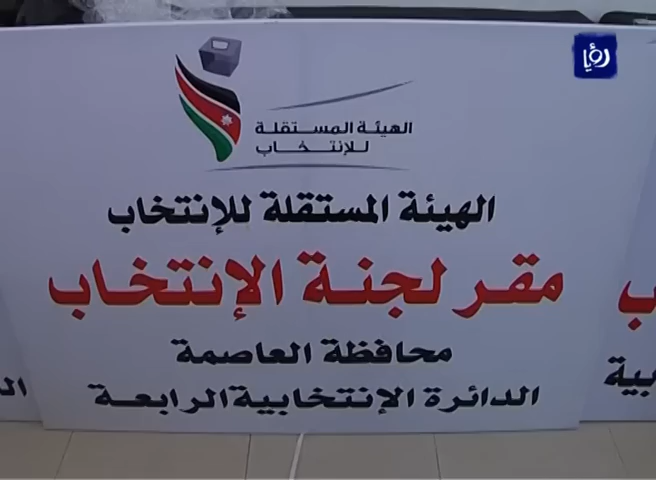 رؤيا
الهيئة المستقلة
للإنتخاب
الهيئة المستقلة للإنتخاب
مقر لجنة الإنتخاب
محافظة العاصمة
الدائرة الإنتخابية الرابعة